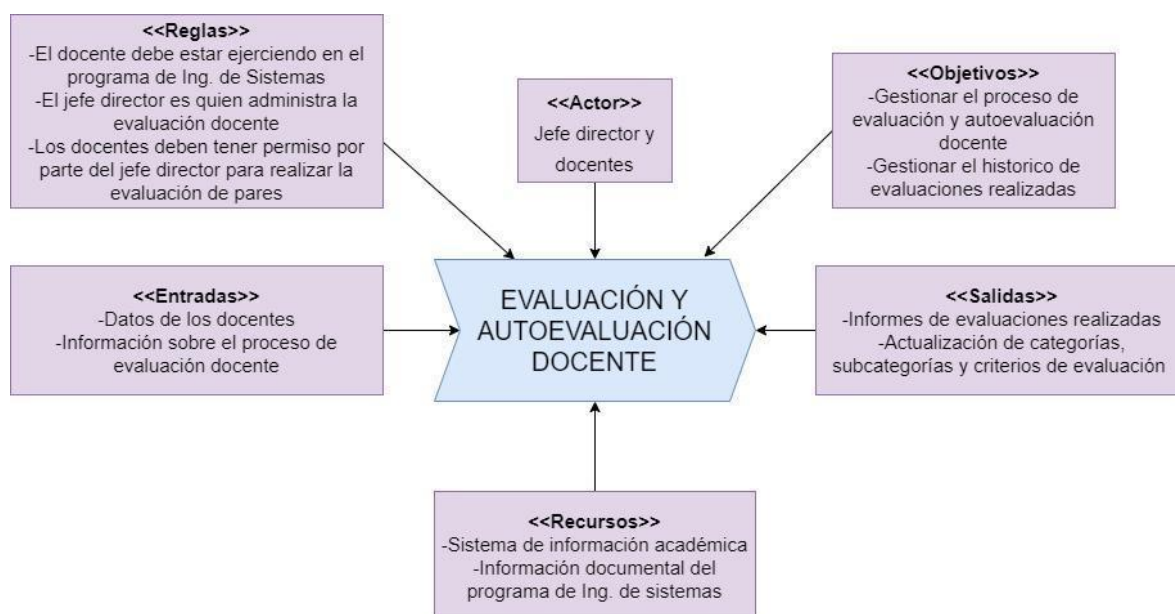 <<Reglas>>
-El docente debe estar ejerciendo en el
programa de Ing. de Sistemas
-El jefe director es quien administra la
evaluación docente
-Los docentes deben tener permiso por
parte del jefe director para realizar la
evaluación de pares
<<Actor>>
Jefe director y
docentes
<<Objetivos>>
-Gestionar el proceso de
evaluación y autoevaluación
docente
-Gestionar el historico de
evaluaciones realizadas
<<Entradas>>
-Datos de los docentes
-Información sobre el proceso de
evaluación docente
EVALUACIÓN Y
AUTOEVALUACIÓN
DOCENTE
<<Salidas>>
-Informes de evaluaciones realizadas
-Actualización de categorías,
subcategorías y criterios de evaluación
<<Recursos>>
-Sistema de información académica
-Información documental del
programa de Ing. de sistemas